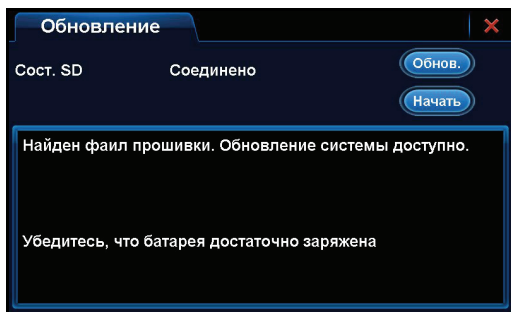 Обновление
Сост. SD Соединено Обнов.
Начать
Найден фаил прошивки. Обновление системы доступно.
Убедитесь, что батарея достаточно заряжена